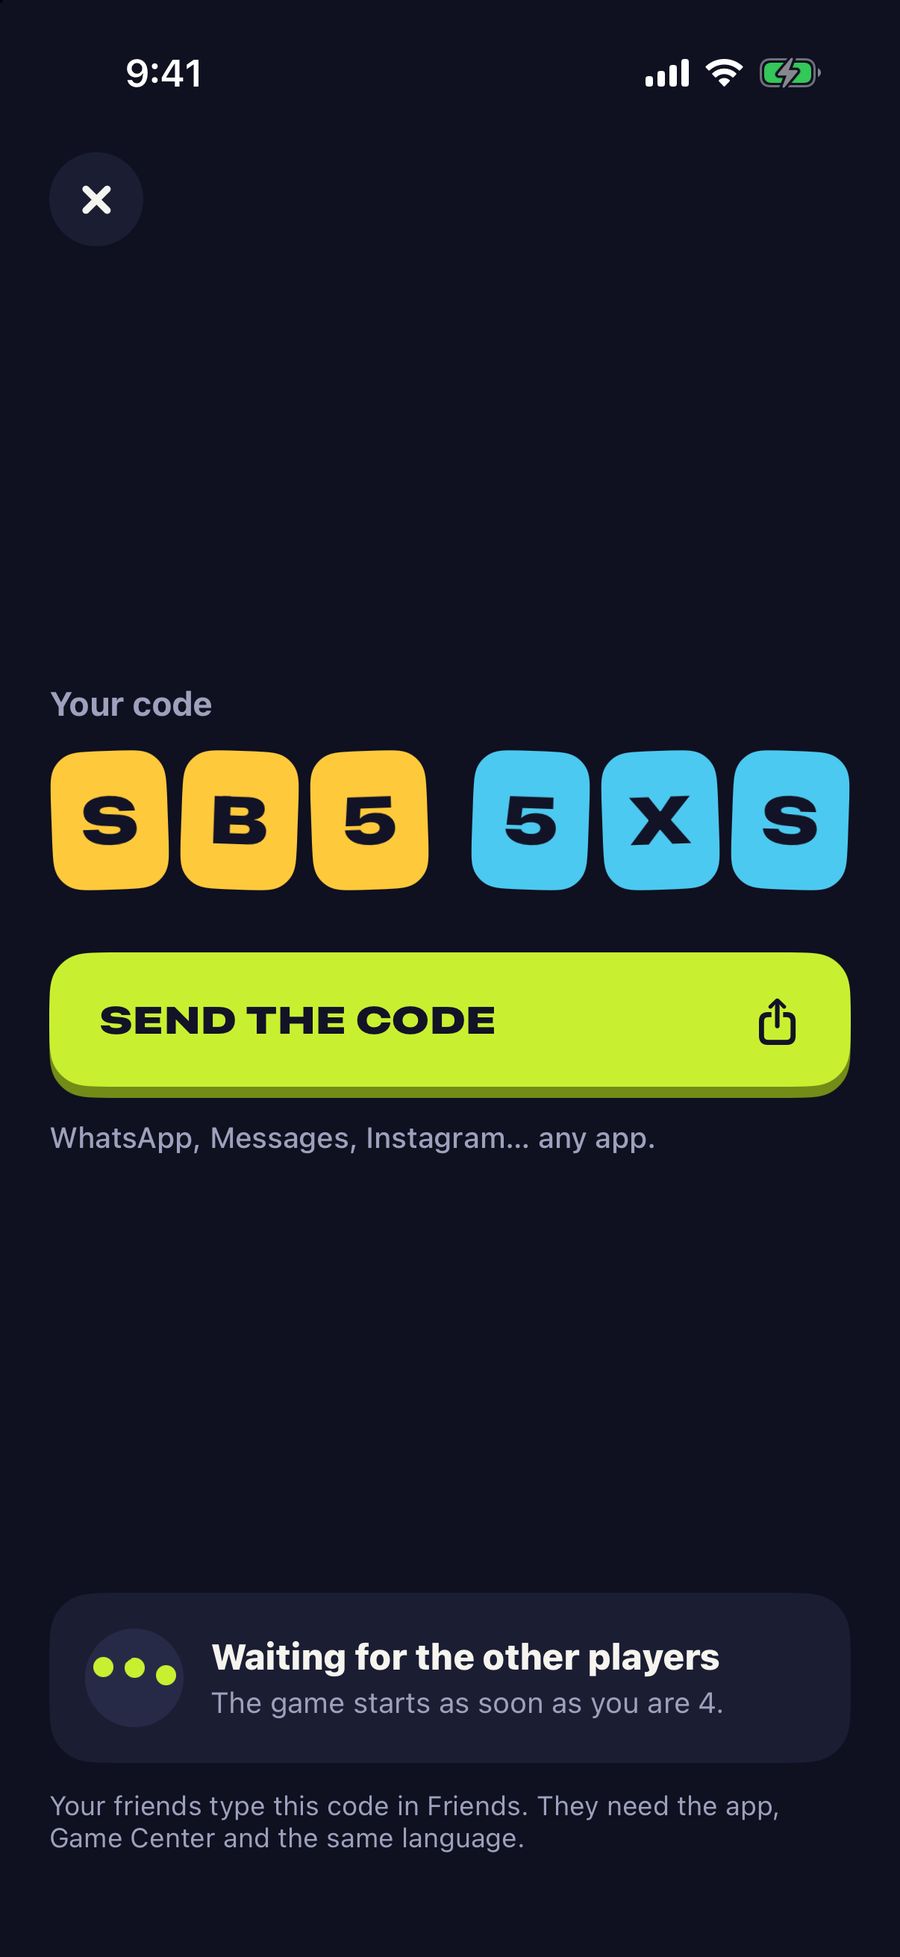 9:41
Your code
SB5 5XS
SEND THE CODE
WhatsApp, Messages, Instagram... any app.
Waiting for the other players
The game starts as soon as you are 4.
Your friends type this code in Friends. They need the app,
Game Center and the same language.